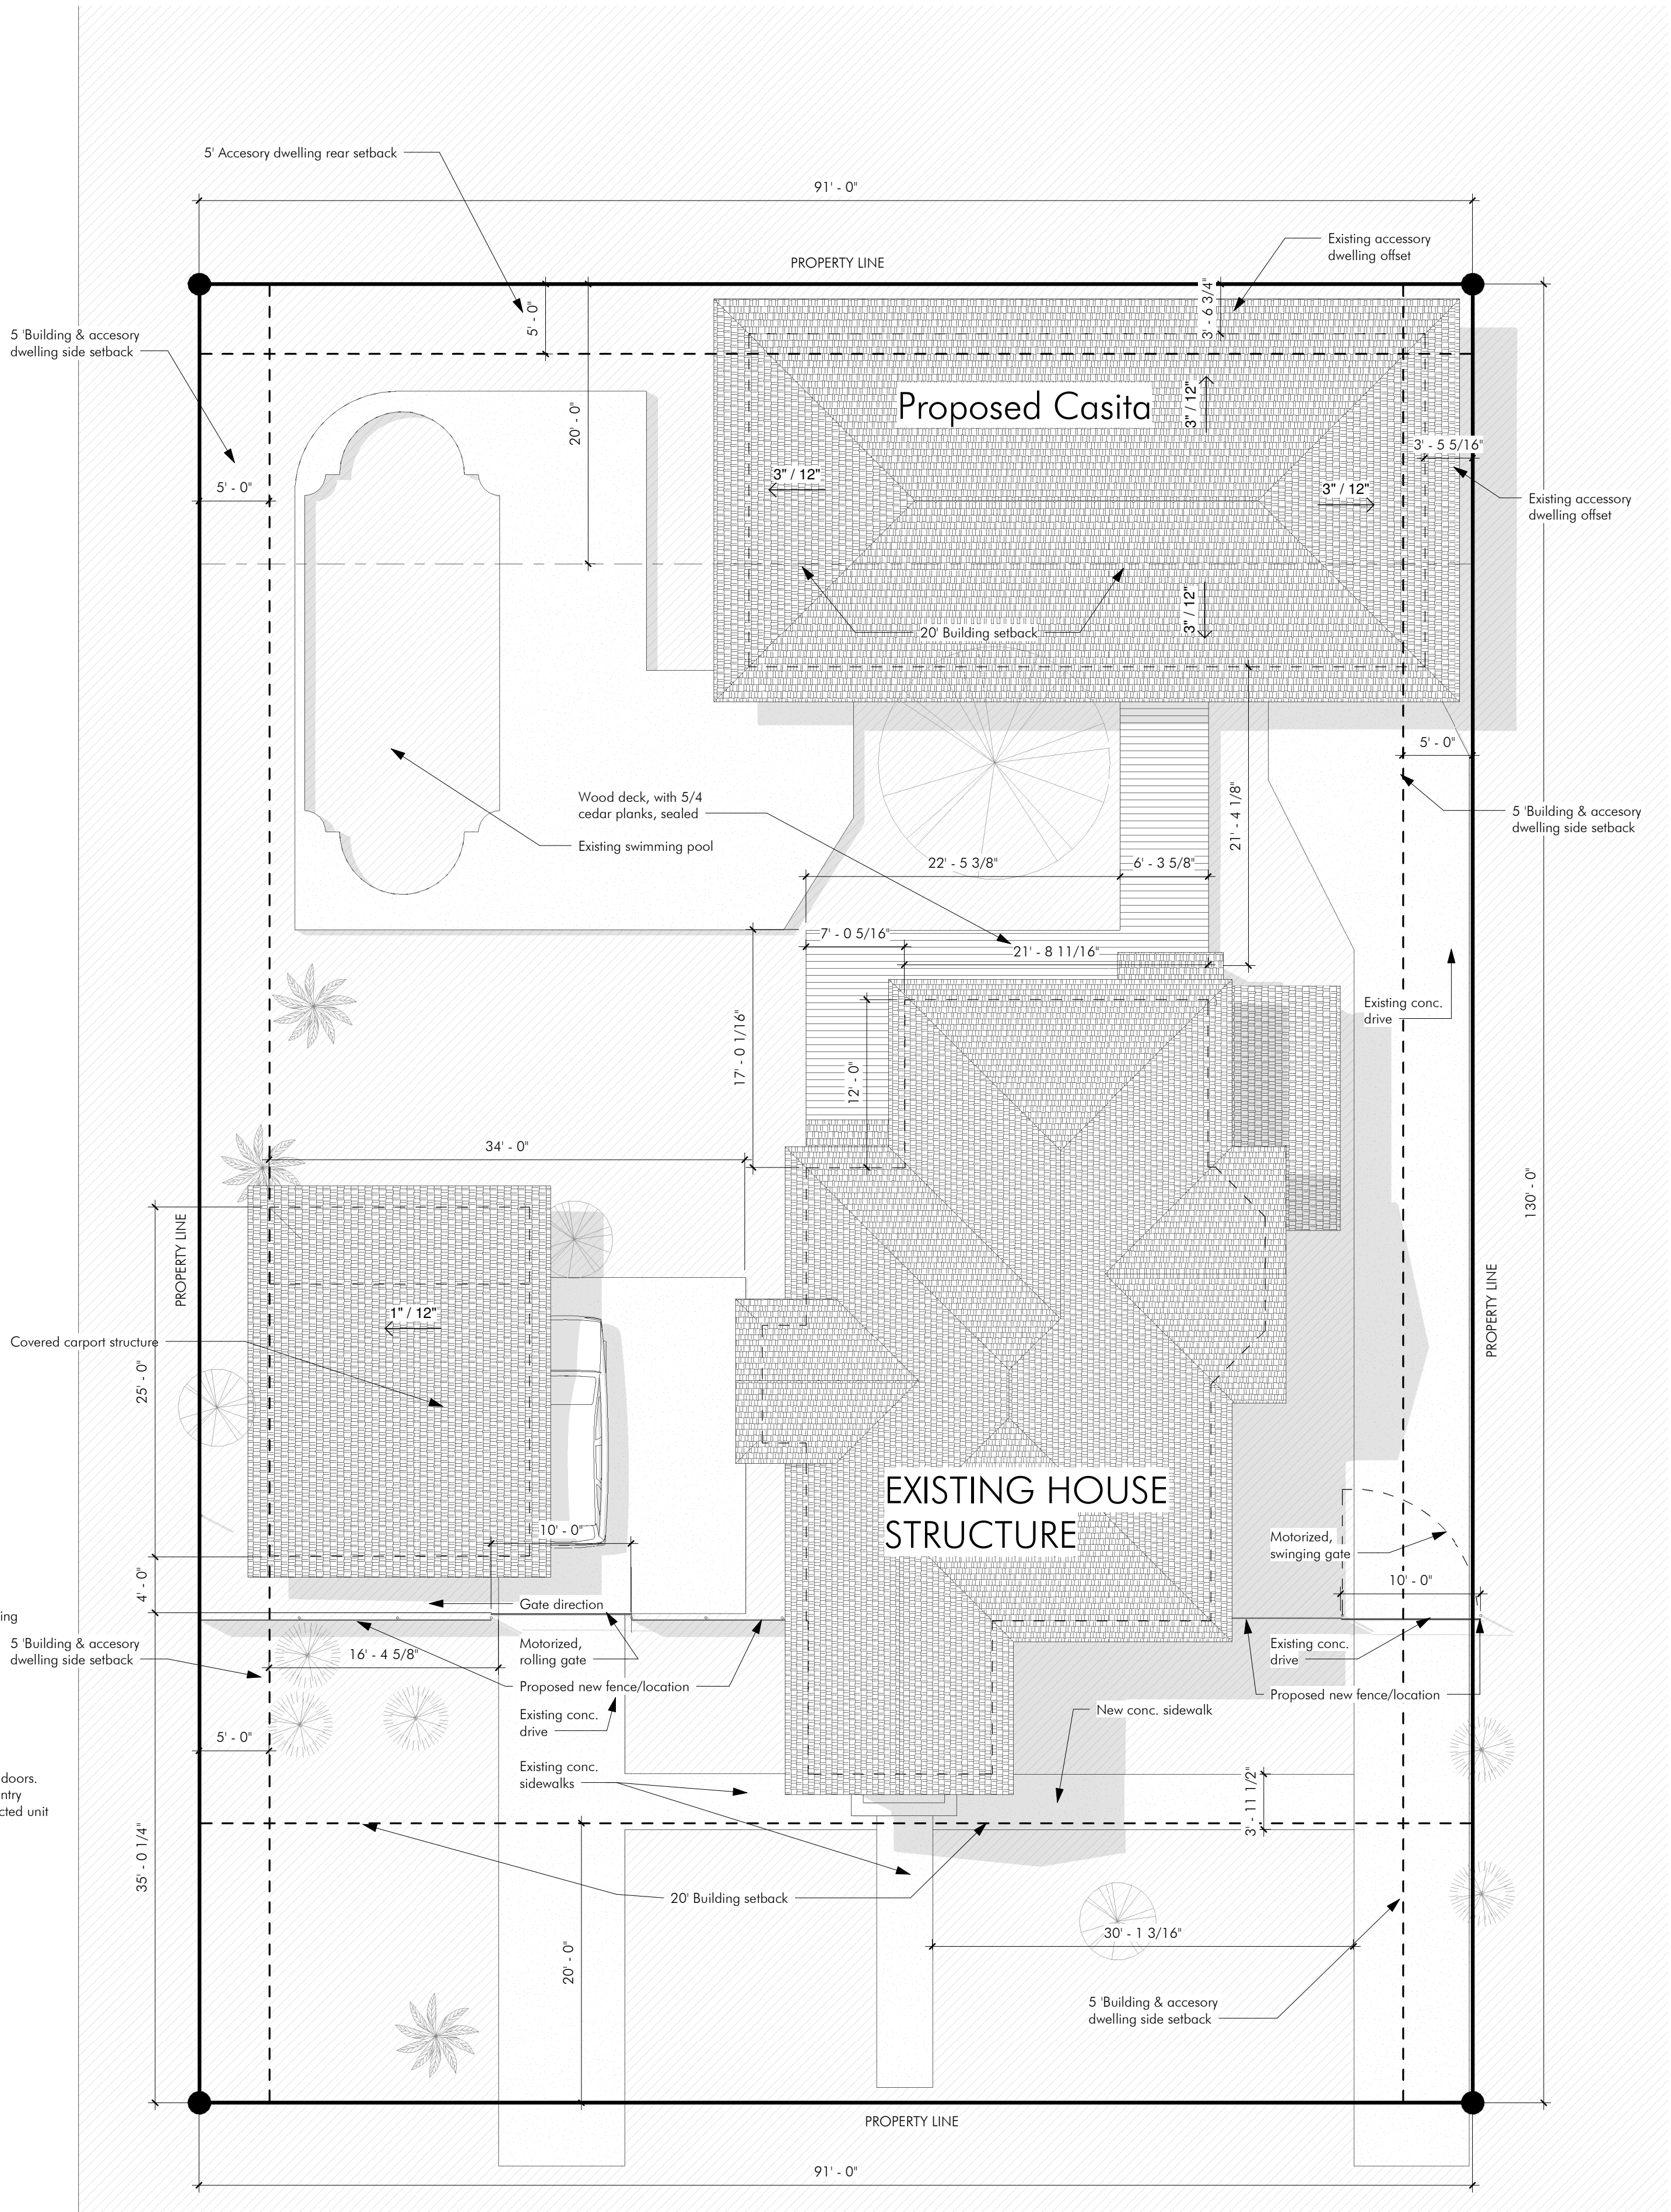 5' Accesory dwelling rear setback
91' - 0"
Existing accessory
dwelling offset
PROPERTY LINE
5' - 0"
3' - 6 3/4"
5 'Building & accesory
dwelling side setback
20' - 0"
Proposed Casita
3" / 12"
3' - 5 5/16"
3" / 12"
3" / 12"
5' - 0"
Existing accessory
dwelling offset
3" / 12"
20' Building setback
5' - 0"
Wood deck, with 5/4
cedar planks, sealed
21' - 4 1/8"
5 'Building & accesory
dwelling side setback
Existing swimming pool
22' - 5 3/8"
6' - 3 5/8"
7' - 0 5/16"
21' - 8 11/16"
Existing conc.
drive
17' - 0 1/16"
12' - 0"
34' - 0"
130' - 0"
PROPERTY LINE
PROPERTY LINE
1" / 12"
Covered carport structure
25' - 0"
EXISTING HOUSE
STRUCTURE
10' - 0"
Motorized,
swinging gate
4' - 0"
10' - 0"
Gate direction
ing
5 'Building & accesory
dwelling side setback
16' - 4 5/8"
Motorized,
rolling gate
Existing conc.
drive
Proposed new fence/location
Proposed new fence/location
Existing conc.
drive
New conc. sidewalk
5' - 0"
Existing conc.
sidewalks
doors.
ntry
cted unit
3' - 11 1/2"
35' - 0 1/4"
20' Building setback
30' - 1 3/16"
20' - 0"
5 'Building & accesory
dwelling side setback
PROPERTY LINE
91' - 0"